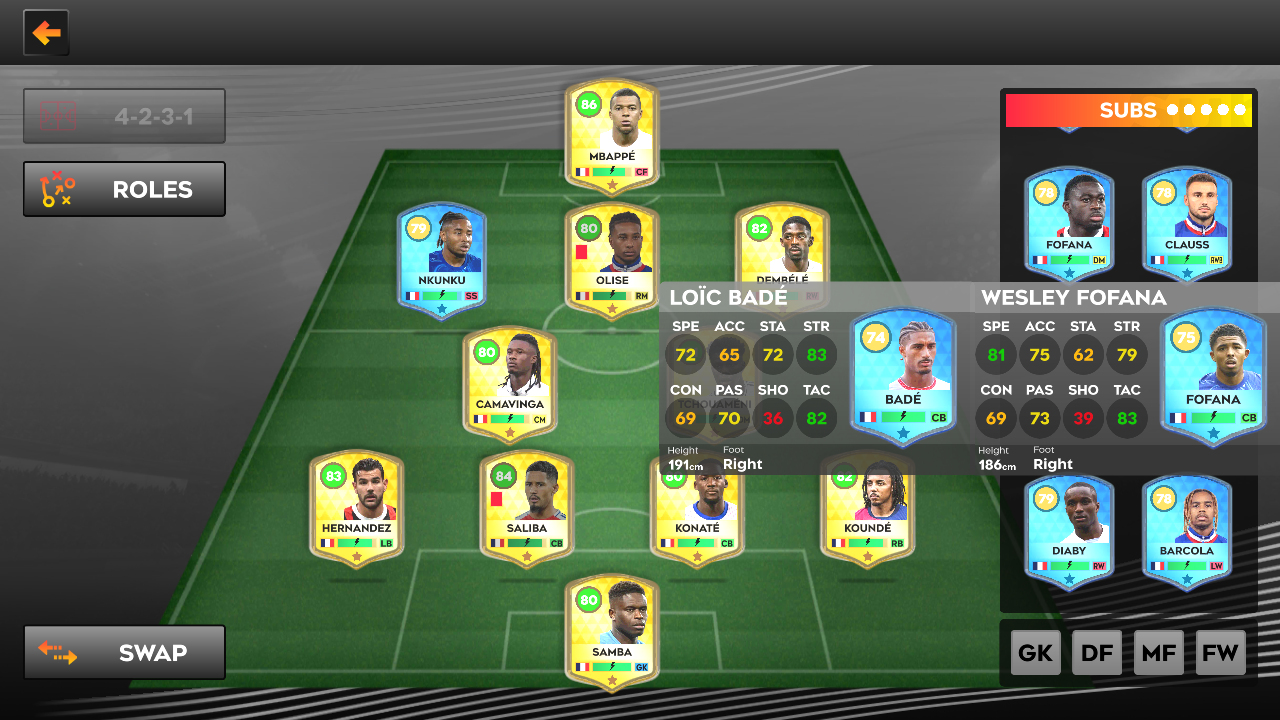 4-2-3-1
ROLES
SWAP
86
MBAPPÉ
CF
79
NKUNKU
SS
80
OLISE
RM
82
DEMBÉLÉ
RW
80
CAMAVINGA
CM
TCHOUAMÉNI
83
HERNANDEZ
LB
84
SALIBA
CB
80
KONATÉ
CB
82
KOUNDÉ
RB
80
SAMBA
GK
SUBS
78
FOFANA
DM
78
CLAUSS
RWB
LOÏC BADÉ
SPE ACC STA STR
72 65 72 83
CON PAS SHO TAC
69 70 36 82
Height Foot
191cm Right
74
BADÉ
CB
WESLEY FOFANA
SPE ACC STA STR
81 75 62 79
CON PAS SHO TAC
69 73 39 83
Height Foot
186cm Right
75
FOFANA
CB
79
DIABY
RW
78
BARCOLA
LW
GK DF MF FW